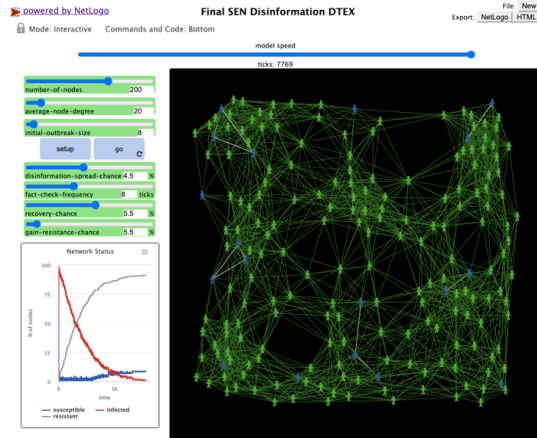 powered by NetLogo
Final SEN Disinformation DTEX
File: New
Export: NetLogo HTML
Mode: Interactive Commands and Code: Bottom
model speed
ticks: 7769
number-of-nodes 200
average-node-degree 20
initial-outbreak-size 8
setup go
disinformation-spread-chance 4.5 %
fact-check-frequency 8 ticks
recovery-chance 5.5 %
gain-resistance-chance 5.5 %
Network Status
100
75
50
25
0
% of nodes
0 5k
time
susceptible infected
resistant